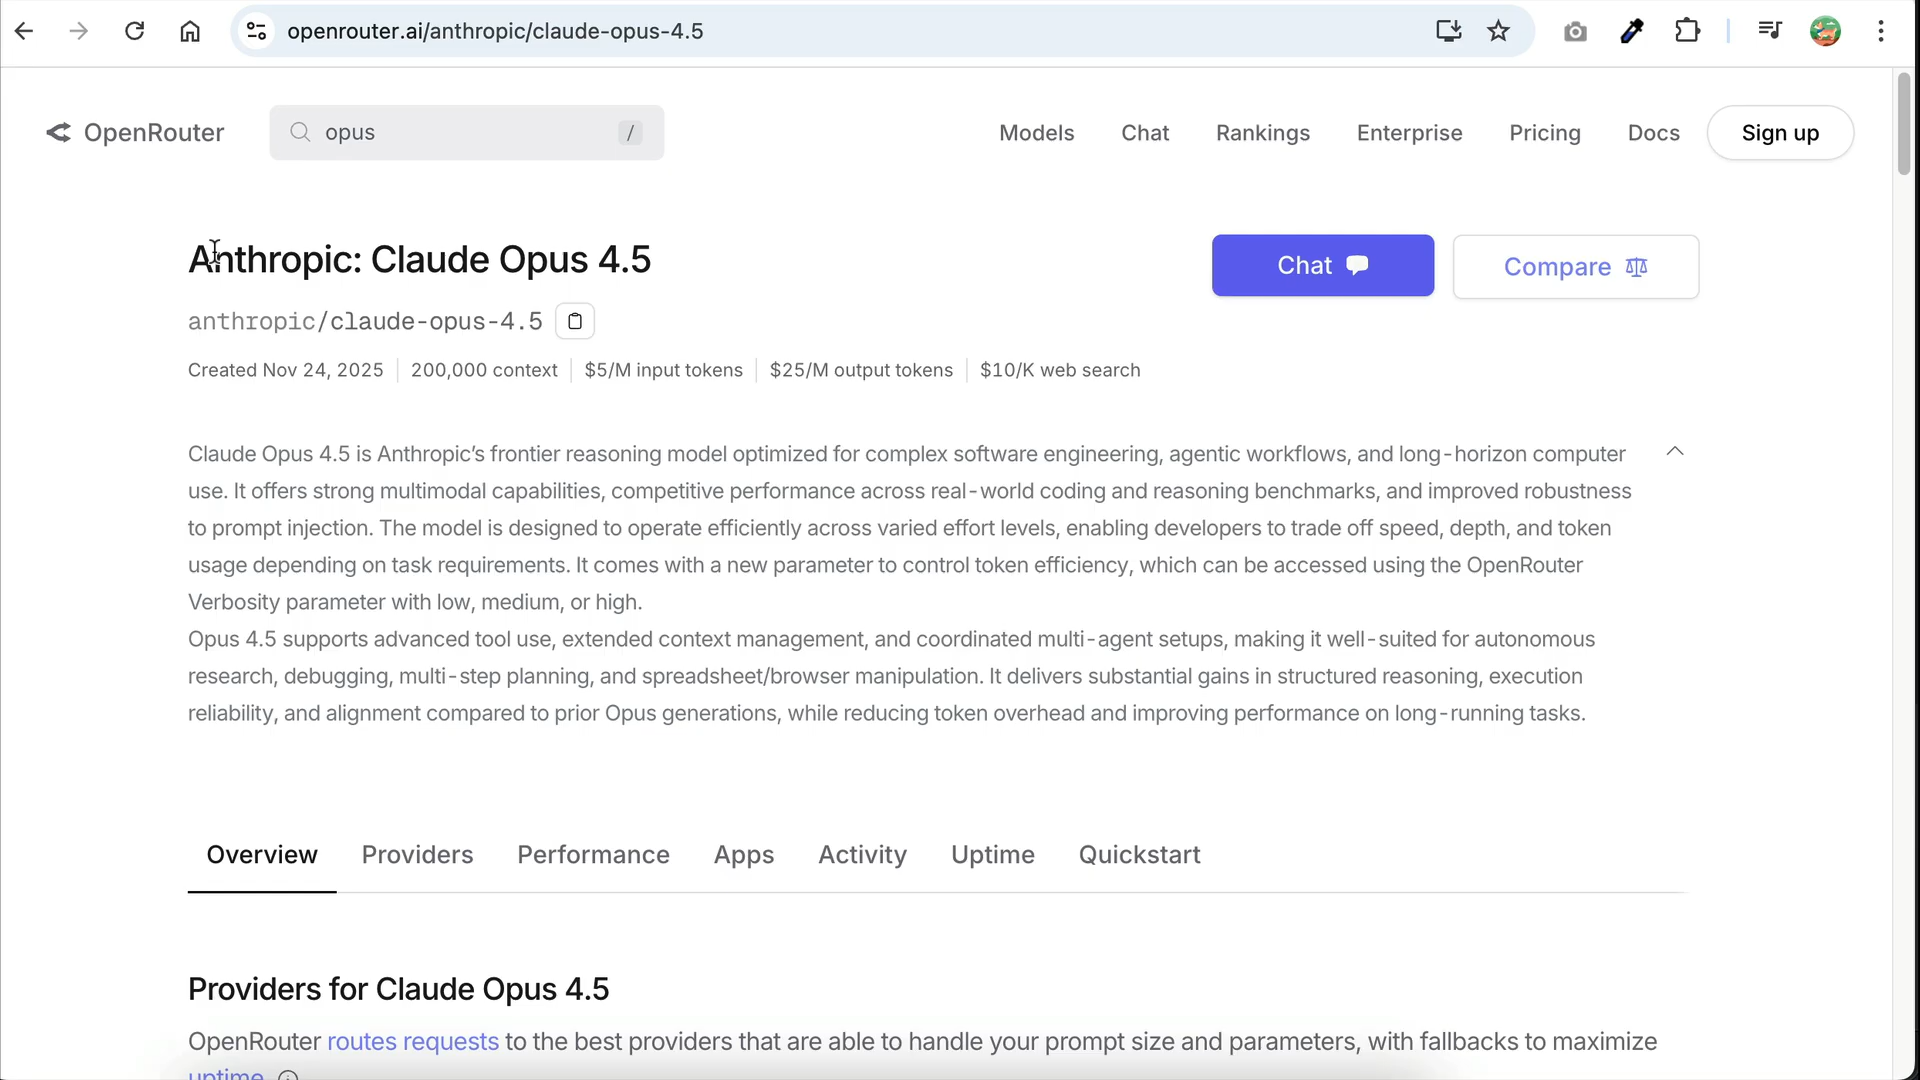 openrouter.ai/anthropic/claude-opus-4.5
OpenRouter
opus
/
Models
Chat
Rankings
Enterprise
Pricing
Docs
Sign up
Anthropic: Claude Opus 4.5
Chat
Compare
anthropic/claude-opus-4.5
Created Nov 24, 2025
200,000 context
$5/M input tokens
$25/M output tokens
$10/K web search
Claude Opus 4.5 is Anthropic’s frontier reasoning model optimized for complex software engineering, agentic workflows, and long-horizon computer
use. It offers strong multimodal capabilities, competitive performance across real-world coding and reasoning benchmarks, and improved robustness
to prompt injection. The model is designed to operate efficiently across varied effort levels, enabling developers to trade off speed, depth, and token
usage depending on task requirements. It comes with a new parameter to control token efficiency, which can be accessed using the OpenRouter
Verbosity parameter with low, medium, or high.
Opus 4.5 supports advanced tool use, extended context management, and coordinated multi-agent setups, making it well-suited for autonomous
research, debugging, multi-step planning, and spreadsheet/browser manipulation. It delivers substantial gains in structured reasoning, execution
reliability, and alignment compared to prior Opus generations, while reducing token overhead and improving performance on long-running tasks.
Overview
Providers
Performance
Apps
Activity
Uptime
Quickstart
Providers for Claude Opus 4.5
OpenRouter routes requests to the best providers that are able to handle your prompt size and parameters, with fallbacks to maximize
uptime.